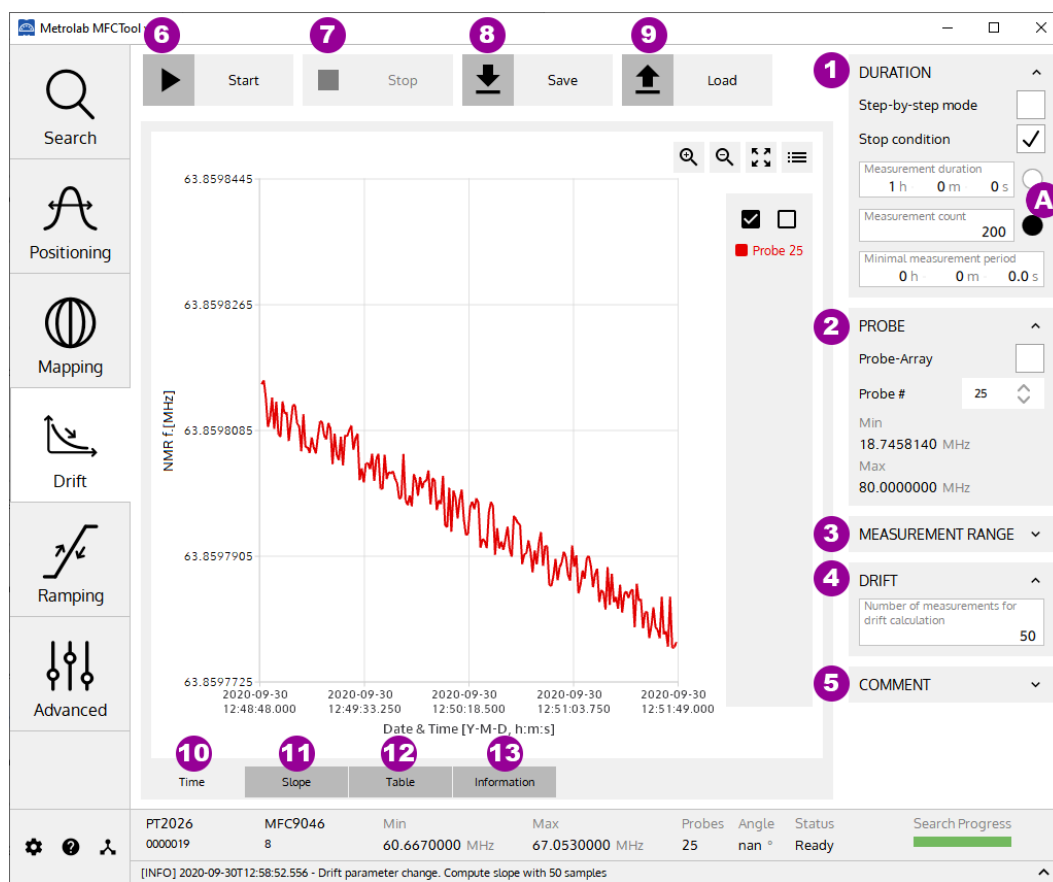 Metrolab MFCTool
6 7 8 9
Start Stop Save Load
Search
Positioning
Mapping
Drift
Ramping
Advanced
63.8598445
63.8598265
63.8598085
63.8597905
63.8597725
NMR f.[MHz]
2020-09-30 2020-09-30 2020-09-30 2020-09-30 2020-09-30
12:48:48.000 12:49:33.250 12:50:18.500 12:51:03.750 12:51:49.000
Date & Time [Y-M-D, h:m:s]
Probe 25
10 11 12 13
Time Slope Table Information
1 DURATION
Step-by-step mode
Stop condition
Measurement duration
1 h 0 m 0 s
A
Measurement count
200
Minimal measurement period
0 h 0 m 0.0 s
2 PROBE
Probe-Array
Probe # 25
Min
18.7458140 MHz
Max
80.0000000 MHz
3 MEASUREMENT RANGE
4 DRIFT
Number of measurements for
drift calculation
50
5 COMMENT
PT2026 MFC9046 Min Max Probes Angle Status Search Progress
0000019 8 60.6670000 MHz 67.0530000 MHz 25 nan ° Ready
[INFO] 2020-09-30T12:58:52.556 - Drift parameter change. Compute slope with 50 samples